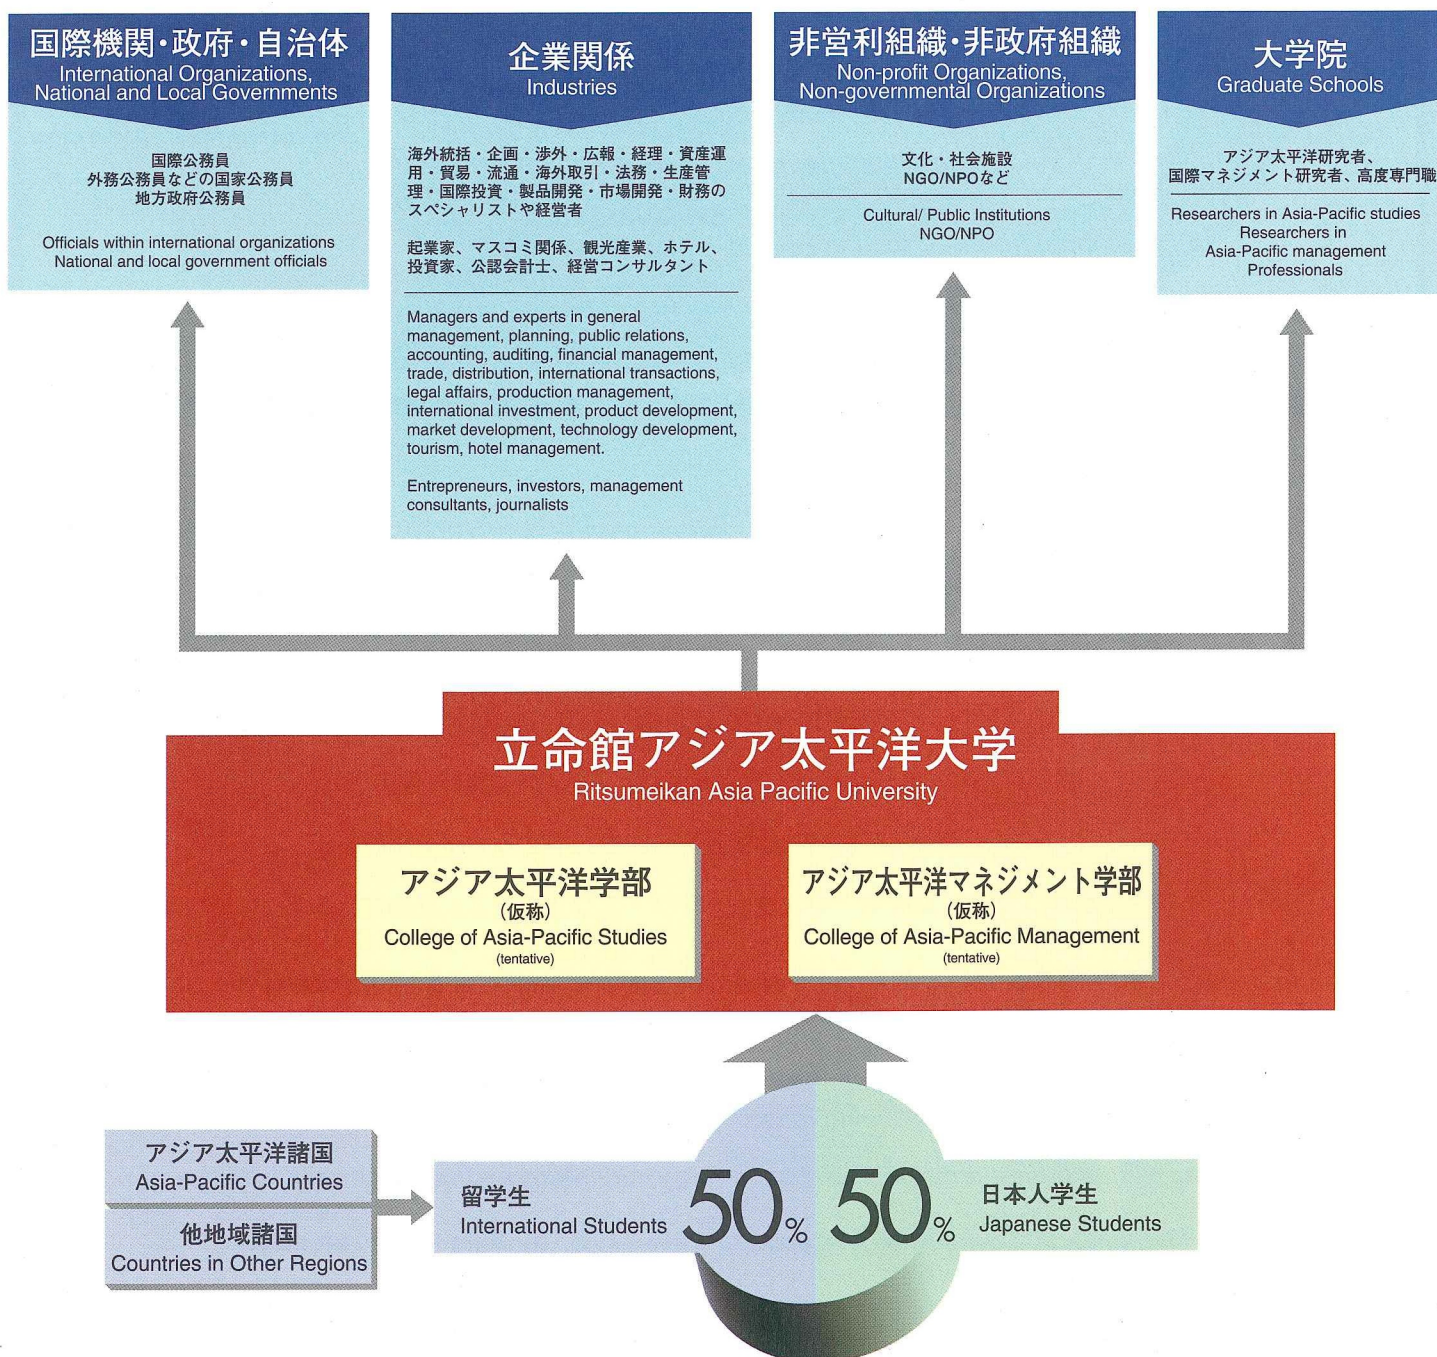 国際機関・政府・自治体
International Organizations,
National and Local Governments
国際公務員
外務公務員などの国家公務員
地方政府公務員
Officials within international organizations
National and local government officials
企業関係
Industries
海外統括・企画・渉外・広報・経理・資産運
用・貿易・流通・海外取引・法務・生産管
理・国際投資・製品開発・市場開発・財務の
スペシャリストや経営者
起業家、マスコミ関係、観光産業、ホテル、
投資家、公認会計士、経営コンサルタント
Managers and experts in general
management, planning, public relations,
accounting, auditing, financial management,
trade, distribution, international transactions,
legal affairs, production management,
international investment, product development,
market development, technology development,
tourism, hotel management.
Entrepreneurs, investors, management
consultants, journalists
非営利組織・非政府組織
Non-profit Organizations,
Non-governmental Organizations
文化・社会施設
NGO/NPOなど
Cultural/ Public Institutions
NGO/NPO
大学院
Graduate Schools
アジア太平洋研究者、
国際マネジメント研究者、高度専門職
Researchers in Asia-Pacific studies
Researchers in
Asia-Pacific management
Professionals
立命館アジア太平洋大学
Ritsumeikan Asia Pacific University
アジア太平洋学部
(仮称)
College of Asia-Pacific Studies
(tentative)
アジア太平洋マネジメント学部
(仮称)
College of Asia-Pacific Management
(tentative)
アジア太平洋諸国
Asia-Pacific Countries
他地域諸国
Countries in Other Regions
留学生
International Students
50%
50%
日本人学生
Japanese Students